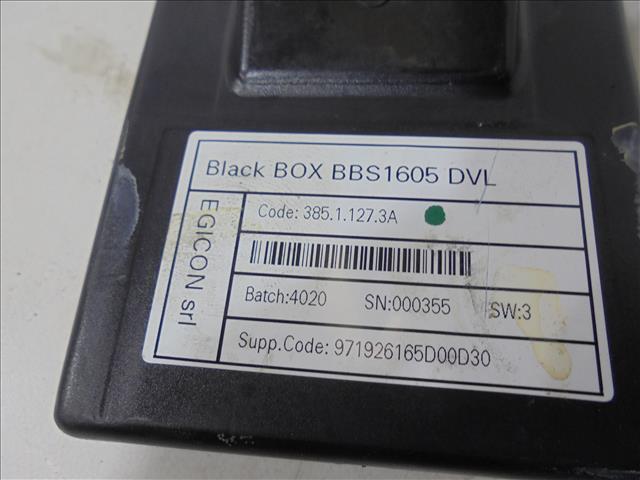 Black BOX BBS1605 DVL
EGICON srl
Code: 385.1.127.3A
Batch:4020 SN:000355 SW:3
Supp.Code: 971926165D00D30